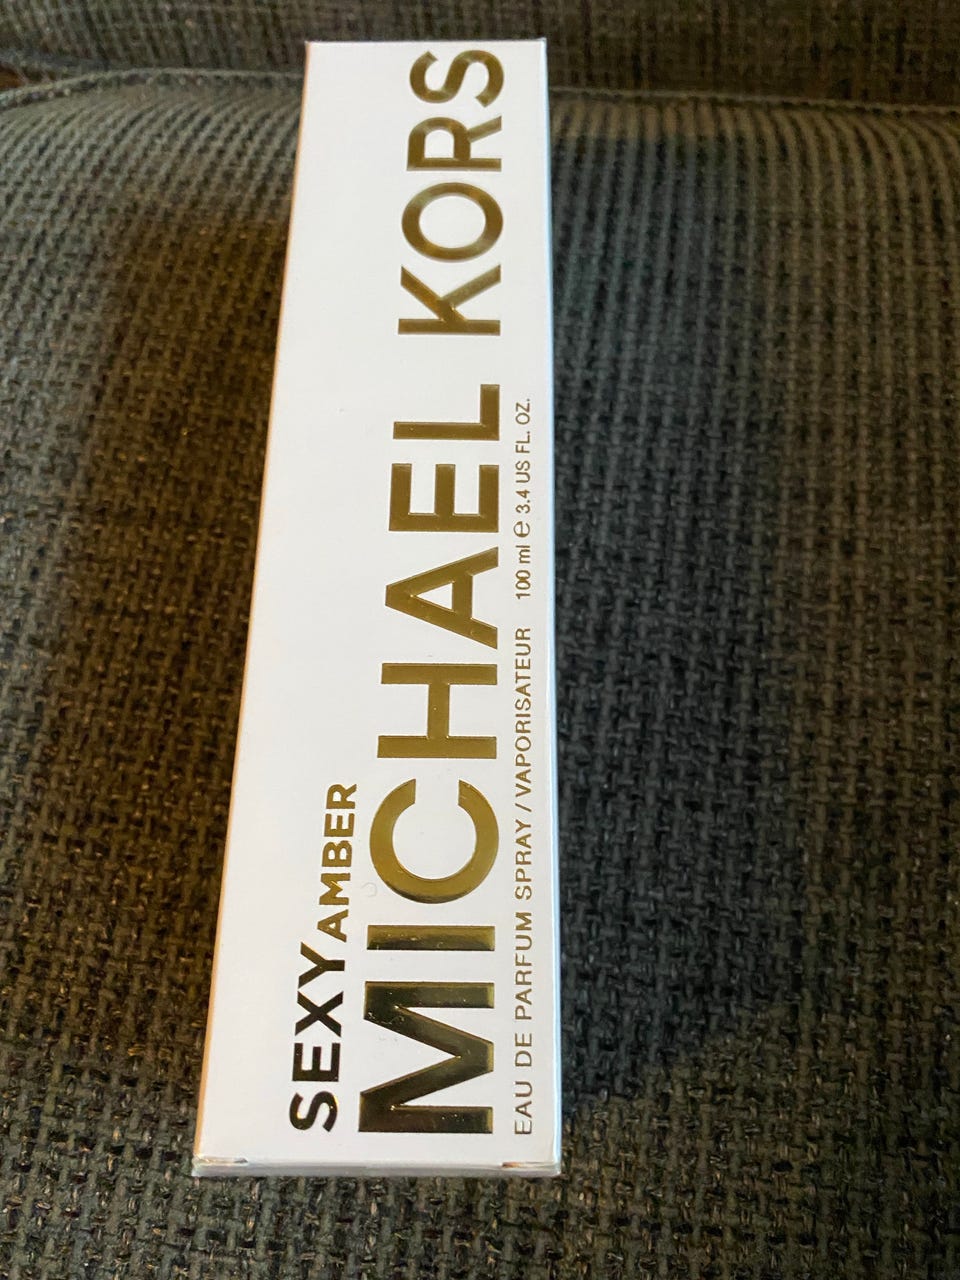 SEXY AMBER
MICHAEL KORS
EAU DE PARFUM SPRAY / VAPORISATEUR 100 ml e 3.4 US FL. OZ.